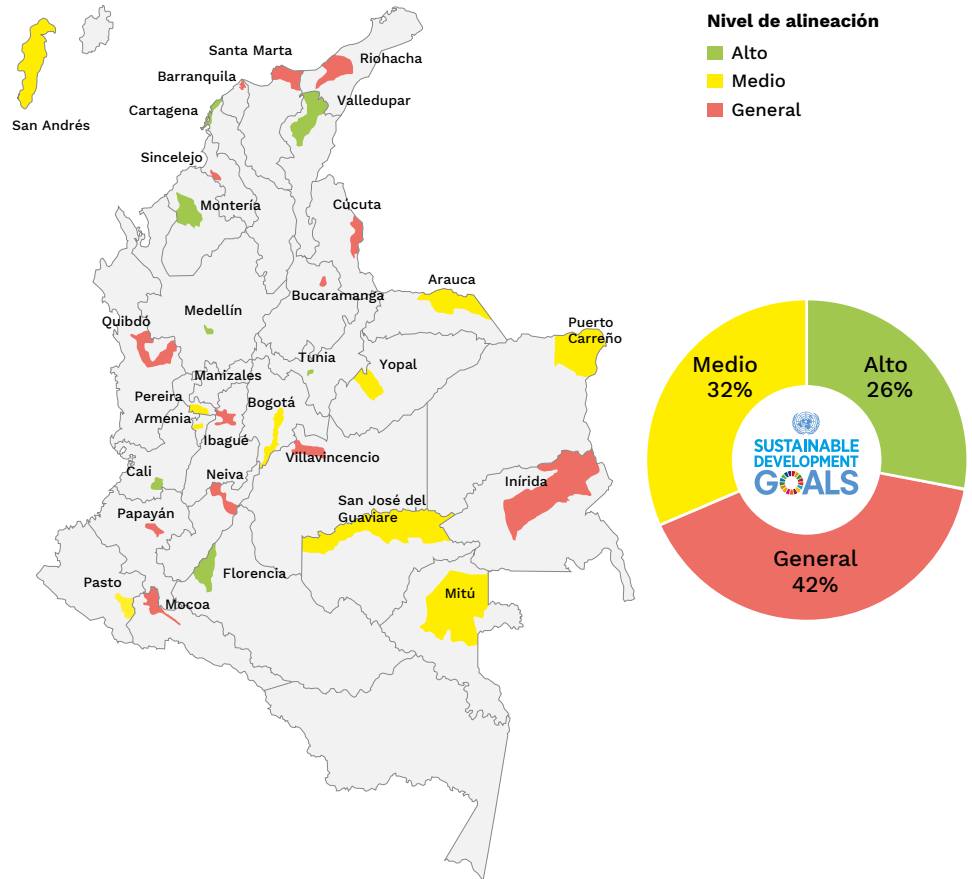 Nivel de alineación
Alto
Medio
General
San Andrés
Santa Marta
Riohacha
Barranquila
Cartagena
Valledupar
Sincelejo
Montería
Cúcuta
Bucaramanga
Arauca
Medellín
Quibdó
Puerto
Carreño
Tunia
Yopal
Manizales
Pereira
Bogotá
Armenia
Ibagué
Villavincencio
Cali
Neiva
Inírida
San José del
Guaviare
Papayán
Florencia
Pasto
Mocoa
Mitú
Medio
32%
Alto
26%
SUSTAINABLE
DEVELOPMENT
GOALS
General
42%